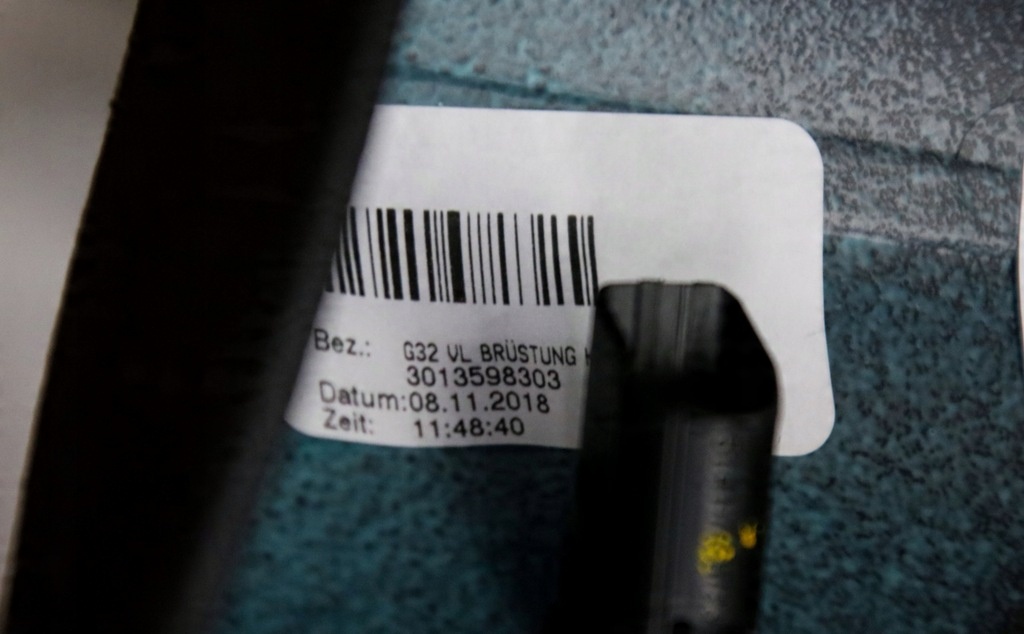 Bez.: G32 VL BRÜSTUNG
3013598303
Datum:08.11.2018
Zeit: 11:48:40